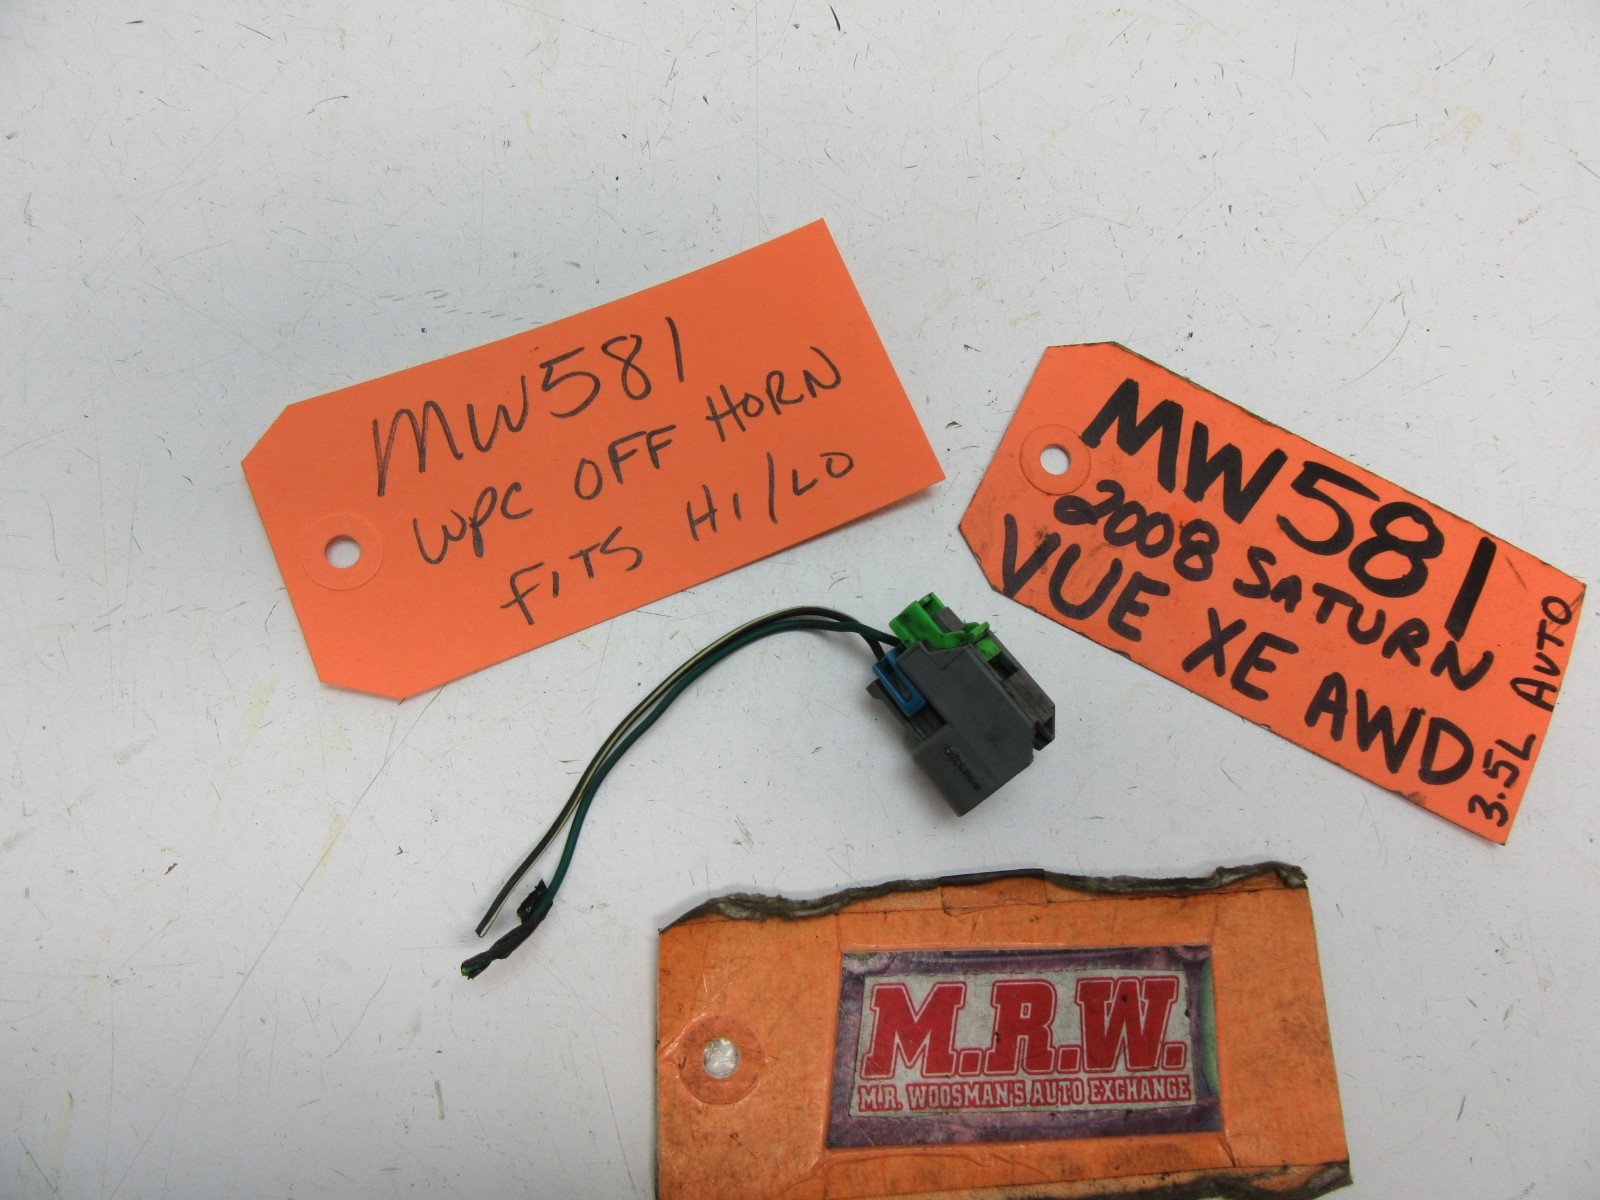 MW581
WPC OFF HORN
FITS HI/LO
MW581
2008 SATURN
VUE XE AWD
3.5L AUTO
M.R.W.
M.R. WOOSMAN'S AUTO EXCHANGE